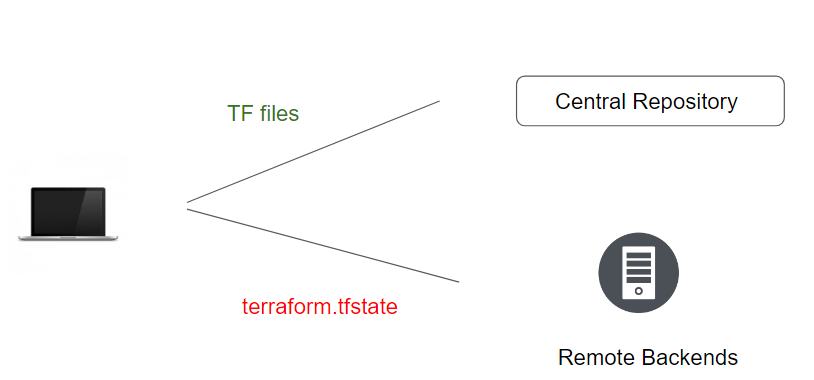 TF files
Central Repository
terraform.tfstate
Remote Backends